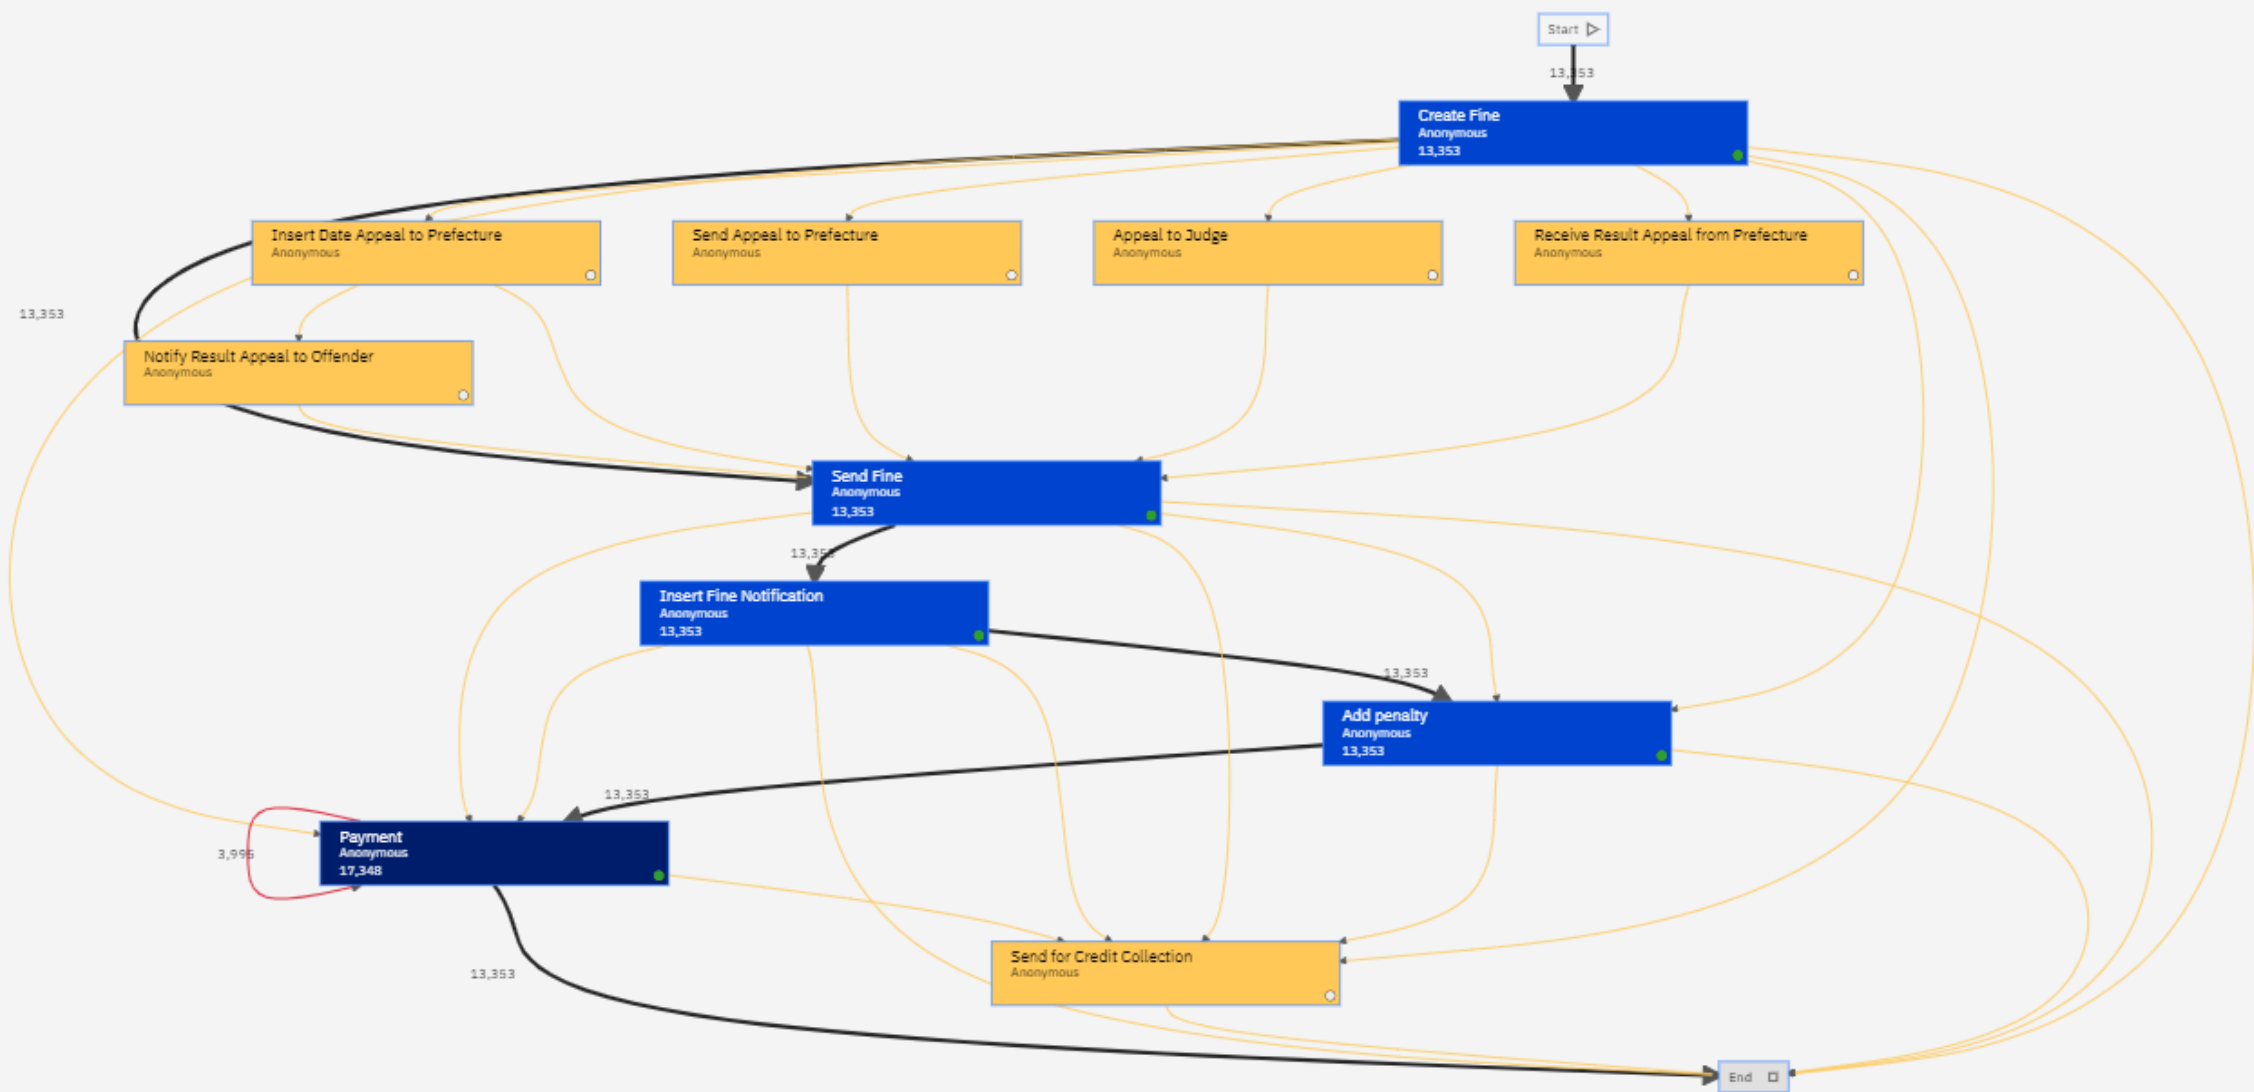 Start
13,353
Create Fine
Anonymous
13,353
Insert Date Appeal to Prefecture
Anonymous
Send Appeal to Prefecture
Anonymous
Appeal to Judge
Anonymous
Receive Result Appeal from Prefecture
Anonymous
13,353
Notify Result Appeal to Offender
Anonymous
Send Fine
Anonymous
13,353
13,353
Insert Fine Notification
Anonymous
13,353
13,353
Add penalty
Anonymous
13,353
13,353
Payment
Anonymous
17,348
3,995
Send for Credit Collection
Anonymous
13,353
End